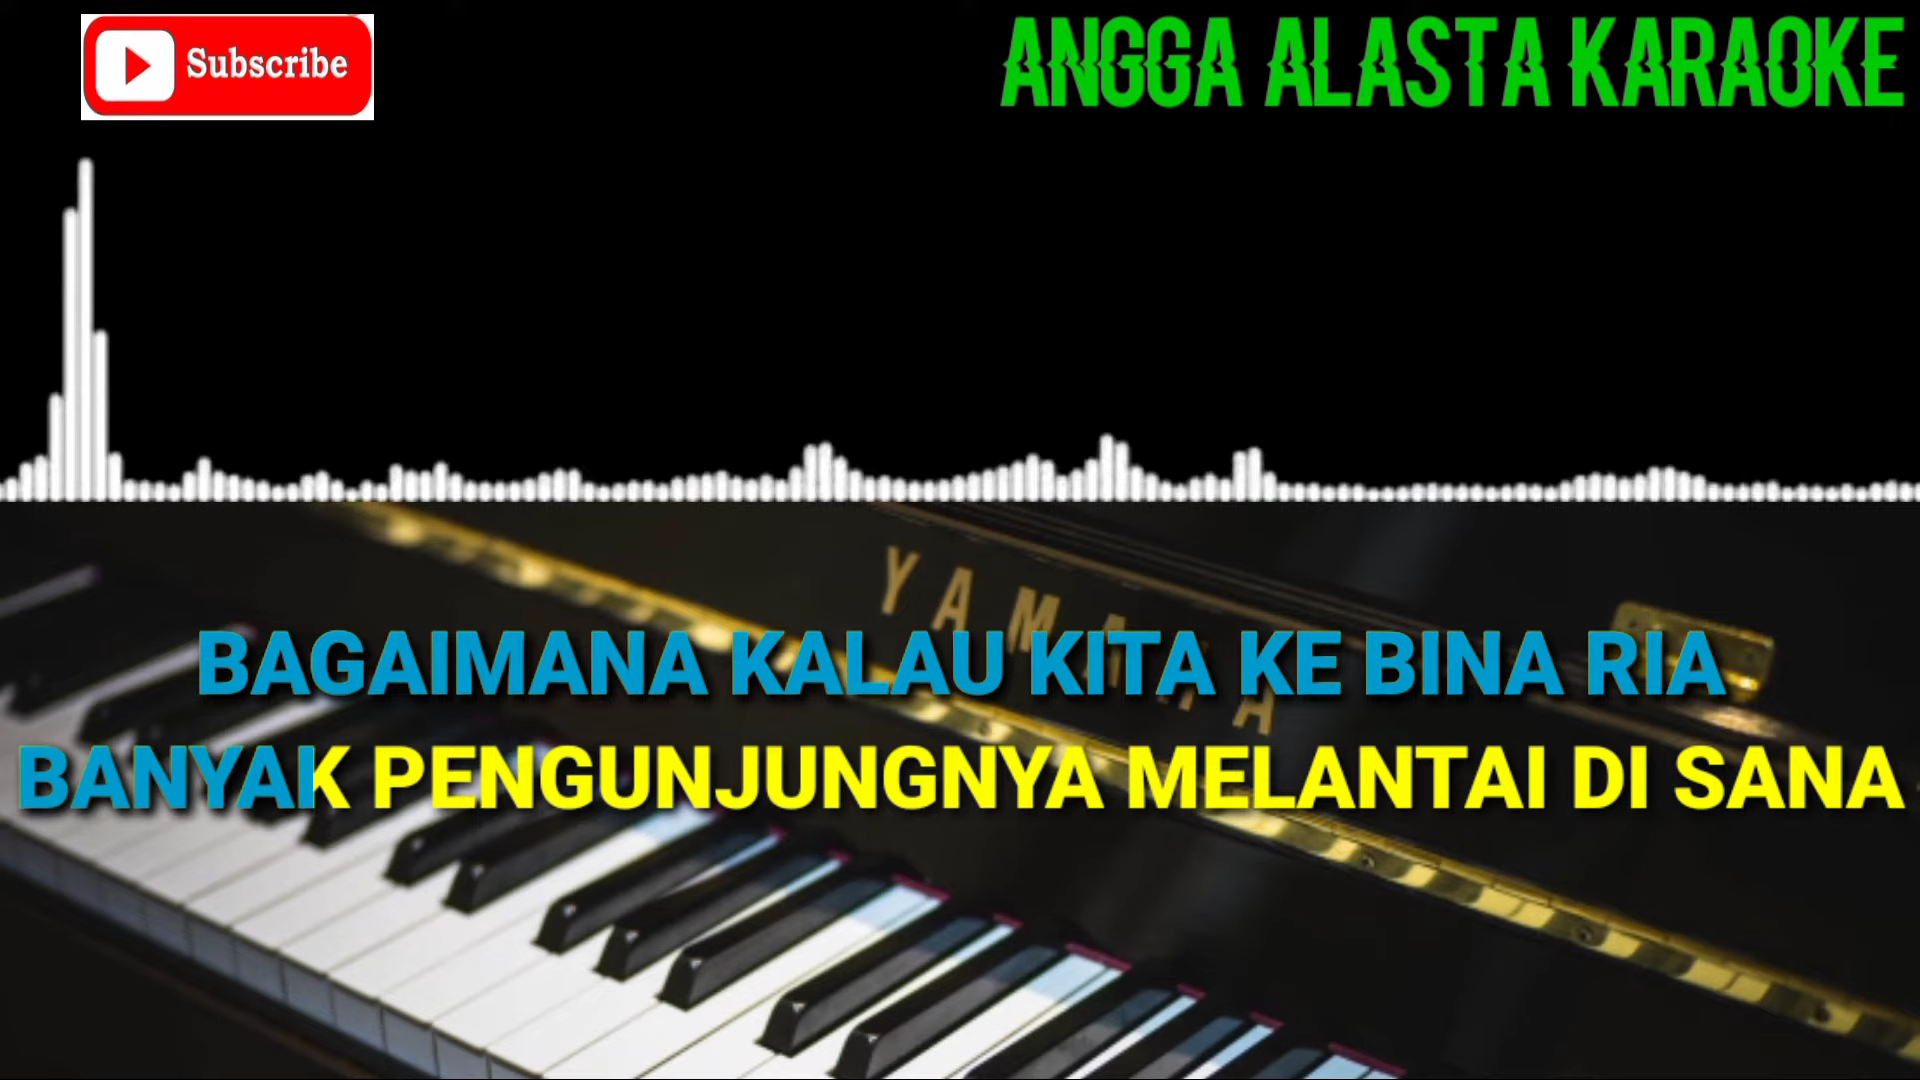 Subscribe
ANGGA ALASTA KARAOKE
YAMAHA
BAGAIMANA KALAU KITA KE BINA RIA
BANYAK PENGUNJUNGNYA MELANTAI DI SANA